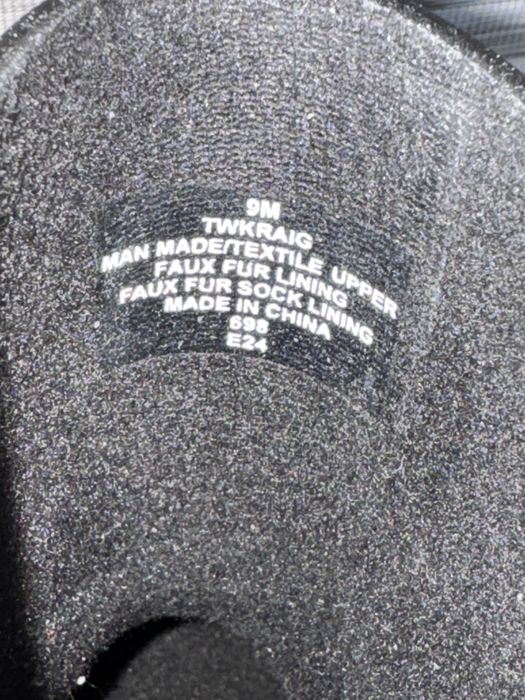 9M
TWKRAIG
MAN MADE/TEXTILE UPPER
FAUX FUR LINING
FAUX FUR SOCK LINING
MADE IN CHINA
698
E24